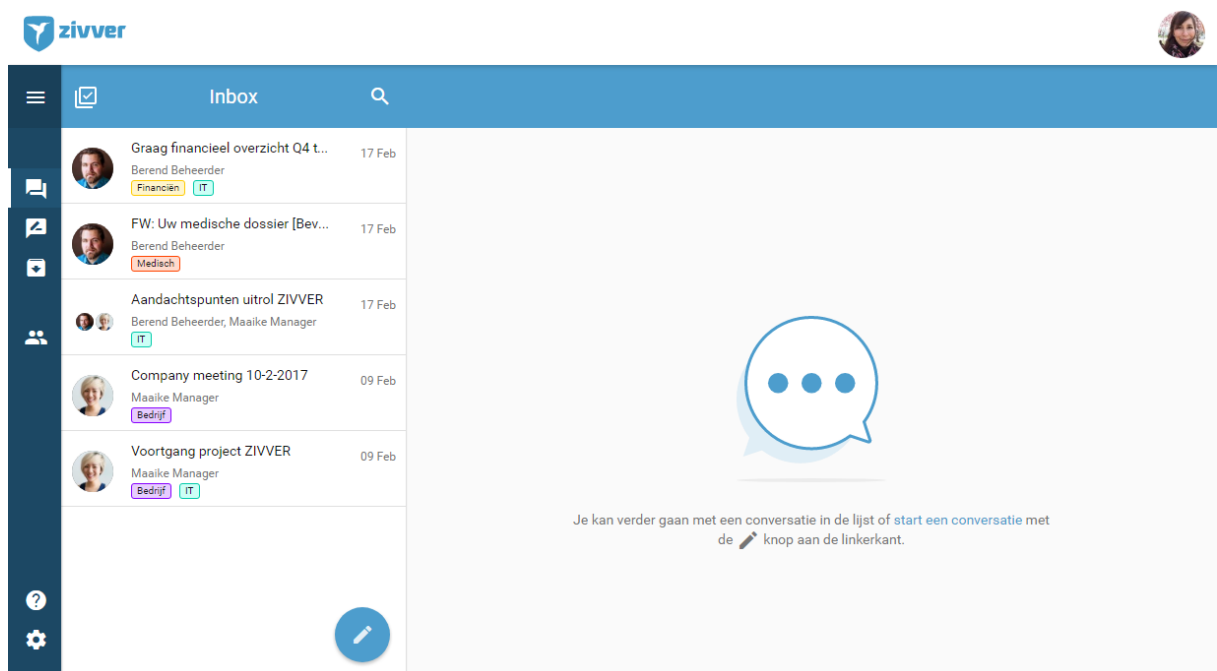 zivver
Inbox
Graag financieel overzicht Q4 t...
17 Feb
Berend Beheerder
Financiën IT
FW: Uw medische dossier [Bev...
17 Feb
Berend Beheerder
Medisch
Aandachtspunten uitrol ZIVVER
17 Feb
Berend Beheerder, Maaike Manager
IT
Company meeting 10-2-2017
09 Feb
Maaike Manager
Bedrijf
Voortgang project ZIVVER
09 Feb
Maaike Manager
Bedrijf IT
Je kan verder gaan met een conversatie in de lijst of start een conversatie met
de knop aan de linkerkant.